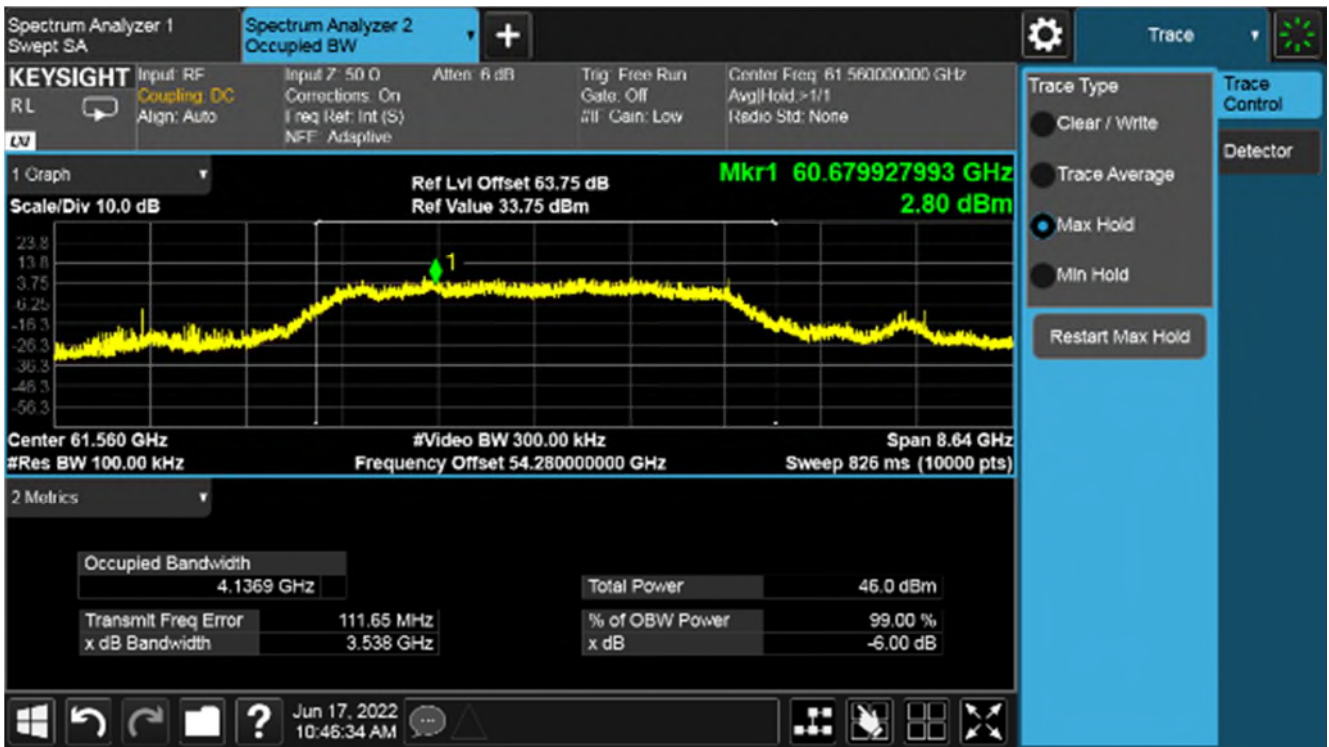 Spectrum Analyzer 1
Swept SA
Spectrum Analyzer 2
Occupied BW
Trace
KEYSIGHT
RL
LXI
Input: RF
Coupling: DC
Align: Auto
Input Z: 50 Ω
Corrections: On
Freq Ref: Int (S)
NFE: Adaptive
Atten: 6 dB
Trig: Free Run
Gate: Off
#IF Gain: Low
Center Freq: 61.560000000 GHz
Avg|Hold:>1/1
Radio Std: None
1 Graph
Scale/Div 10.0 dB
Ref Lvl Offset 63.75 dB
Ref Value 33.75 dBm
Mkr1 60.679927993 GHz
2.80 dBm
23.8
13.8
3.75
-6.25
-16.3
-26.3
-36.3
-46.3
-56.3
1
Center 61.560 GHz
#Res BW 100.00 kHz
#Video BW 300.00 kHz
Frequency Offset 54.280000000 GHz
Span 8.64 GHz
Sweep 826 ms (10000 pts)
2 Metrics
Occupied Bandwidth
4.1369 GHz
Transmit Freq Error 111.65 MHz
x dB Bandwidth 3.538 GHz
Total Power 46.0 dBm
% of OBW Power 99.00 %
x dB -6.00 dB
Jun 17, 2022
10:46:34 AM
Trace Type
Clear / Write
Trace Average
Max Hold
Min Hold
Restart Max Hold
Trace
Control
Detector